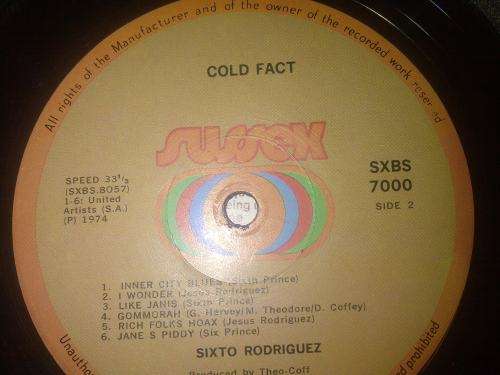 All rights of the Manufacturer and of the owner of the recorded work reserved
COLD FACT
sussex
SPEED 33⅓
(SXBS.8057)
1-6: United
Artists (S.A.)
(P) 1974
SXBS
7000
SIDE 2
1. INNER CITY BLUES (Sixth Prince)
2. I WONDER (Jesus Rodriguez)
3. LIKE JANIS (Sixth Prince)
4. GOMMORAH (G. Hervey/M. Theodore/D. Coffey)
5. RICH FOLKS HOAX (Jesus Rodriguez)
6. JANE S PIDDY (Six Prince)
SIXTO RODRIGUEZ
Produced by Theo-Coff
prohibited